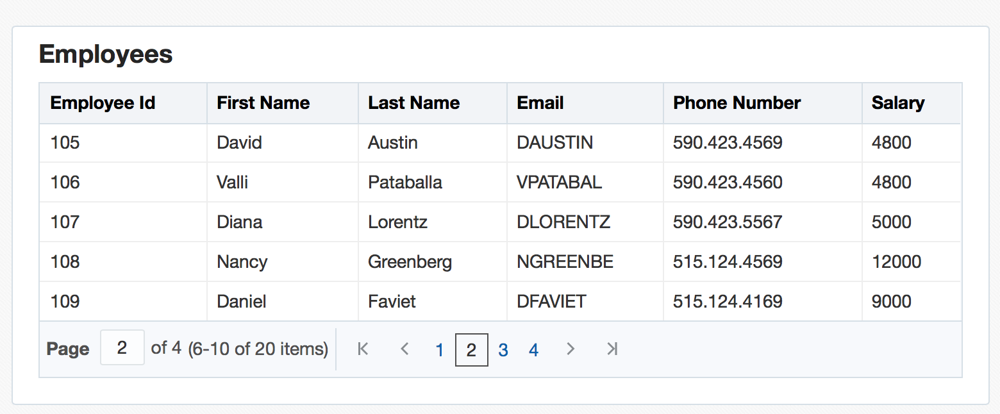 Employees
Employee Id First Name Last Name Email Phone Number Salary
105 David Austin DAUSTIN 590.423.4569 4800
106 Valli Pataballa VPATABAL 590.423.4560 4800
107 Diana Lorentz DLORENTZ 590.423.5567 5000
108 Nancy Greenberg NGREENBE 515.124.4569 12000
109 Daniel Faviet DFAVIET 515.124.4169 9000
Page 2 of 4 (6-10 of 20 items) 1 2 3 4